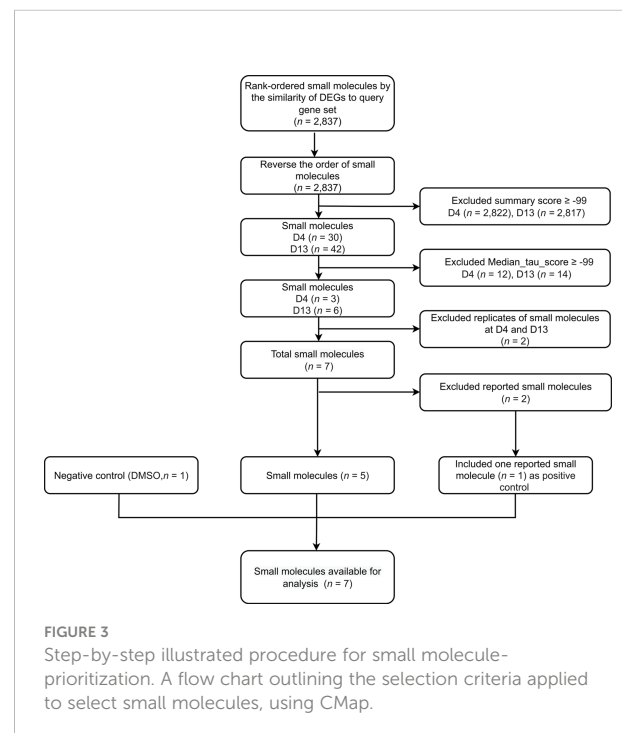 Rank-ordered small molecules by
the similarity of DEGs to query
gene set
(n = 2,837)
Reverse the order of small
molecules
(n = 2,837)
Excluded summary score ≥ -99
D4 (n = 2,822), D13 (n = 2,817)
Small molecules
D4 (n = 30)
D13 (n = 42)
Excluded Median_tau_score ≥ -99
D4 (n = 12), D13 (n = 14)
Small molecules
D4 (n = 3)
D13 (n = 6)
Excluded replicates of small molecules
at D4 and D13
(n = 2)
Total small molecules
(n = 7)
Excluded reported small molecules
(n = 2)
Negative control (DMSO,n = 1)
Small molecules (n = 5)
Included one reported small
molecule (n = 1) as positive
control
Small molecules available for
analysis (n = 7)
FIGURE 3
Step-by-step illustrated procedure for small molecule-
prioritization. A flow chart outlining the selection criteria applied
to select small molecules, using CMap.